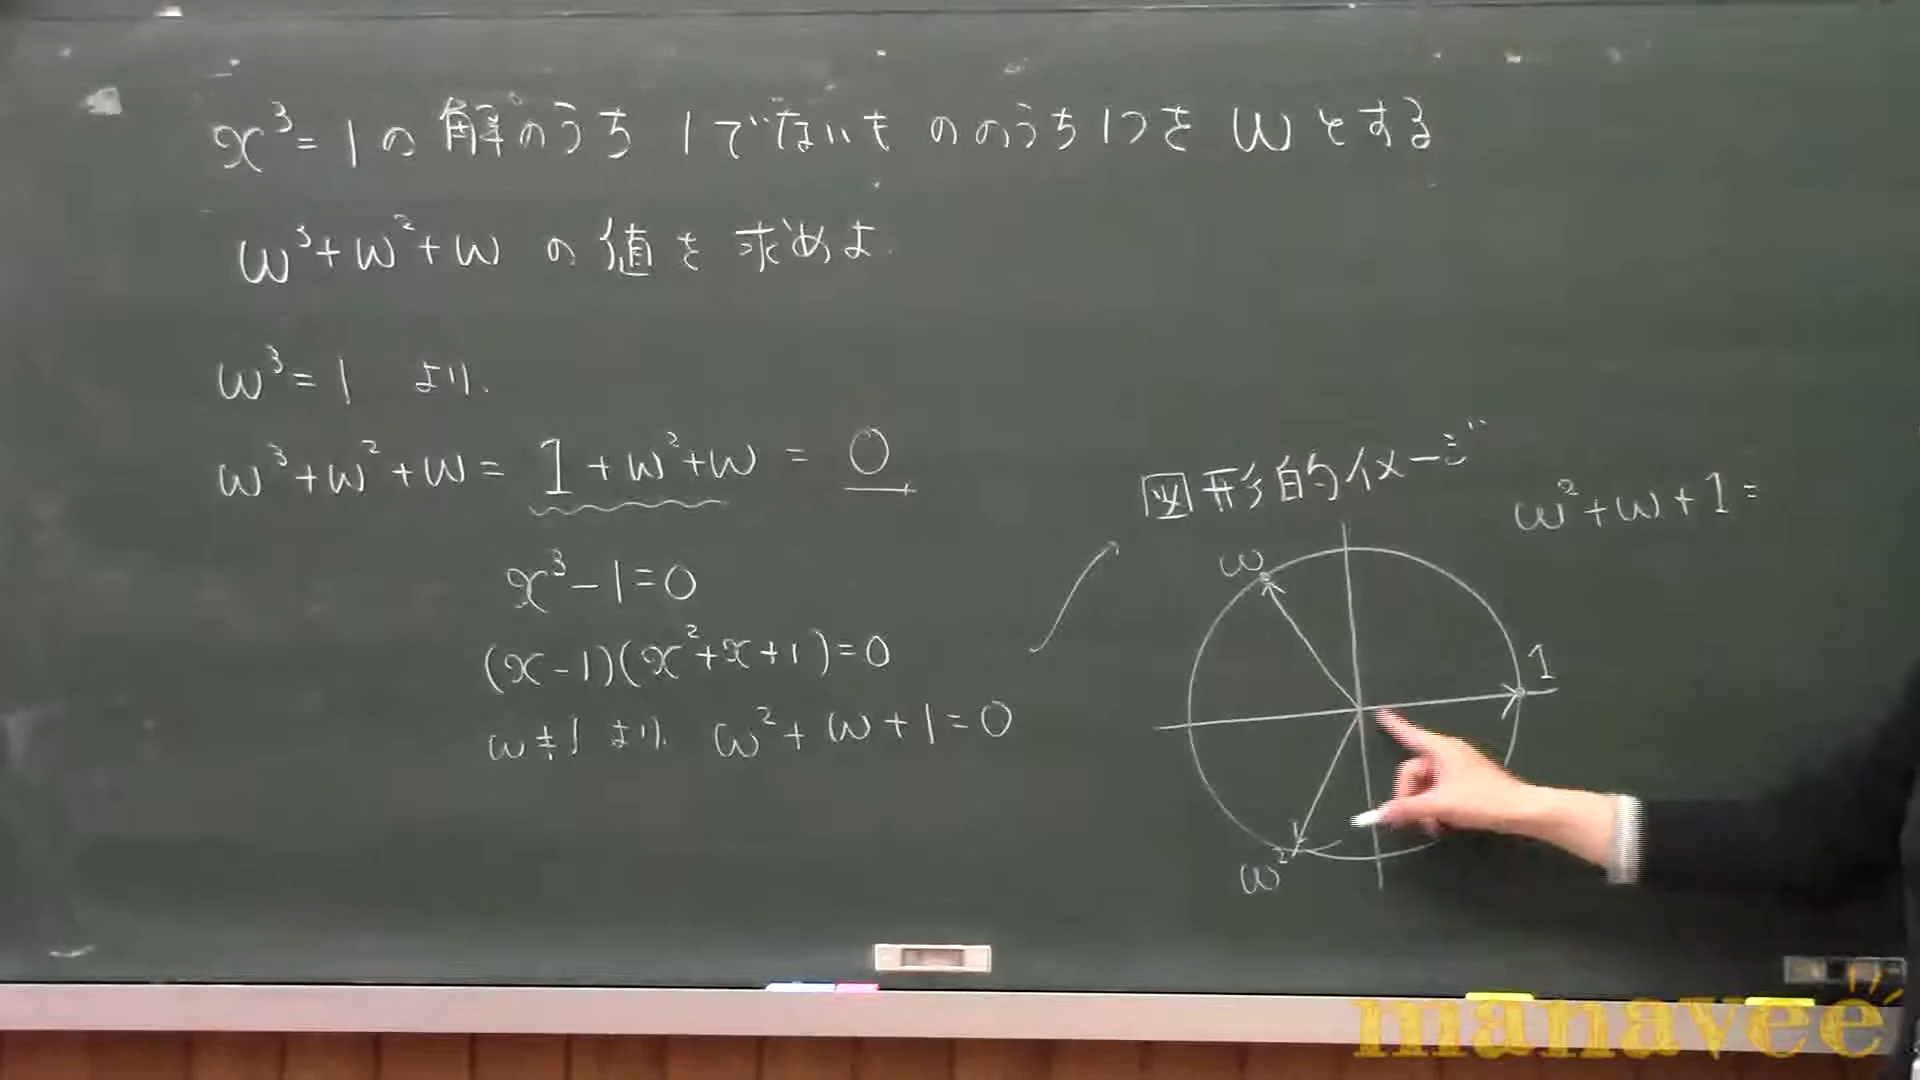 x³=1の解のうち1でないもののうち1つをωとする
ω³+ω²+ωの値を求めよ.
ω³=1 より.
ω³+ω²+ω= 1+ω²+ω = 0
x³-1=0
(x-1)(x²+x+1)=0
ω≠1 より ω²+ω+1=0
図形的イメージ
ω²+ω+1=
ω
1
ω²
manavee